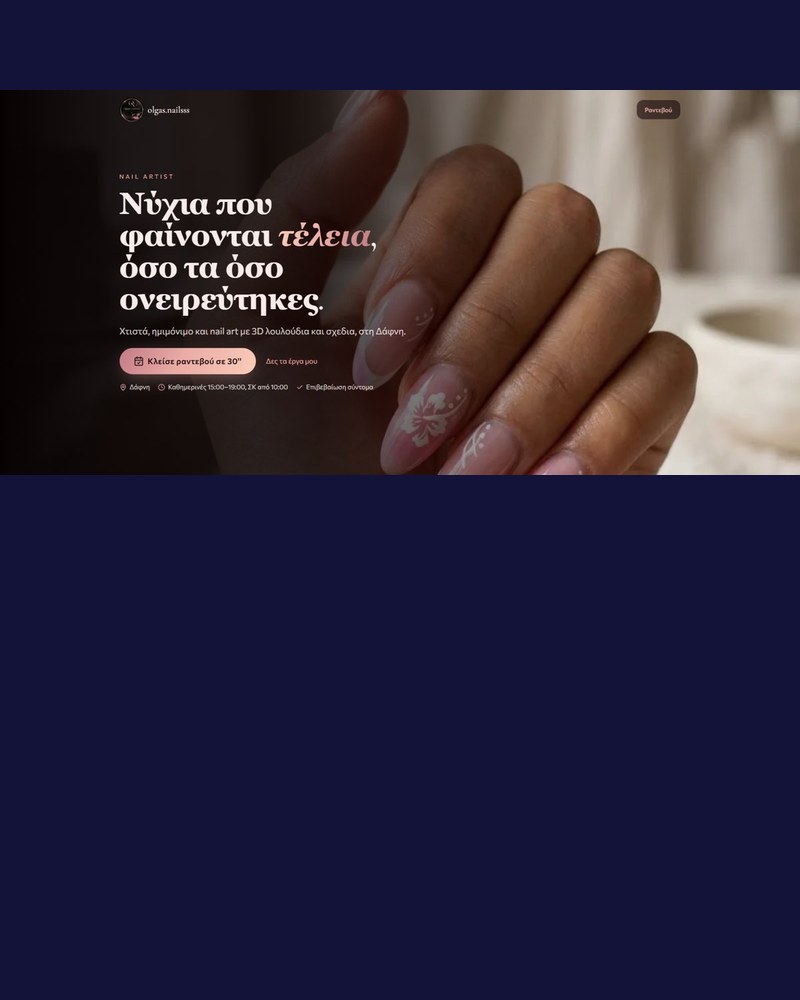 olgas.nailsss
Ραντεβού
NAIL ARTIST
Νύχια που
φαίνονται τέλεια,
όσο τα όσο
ονειρεύτηκες.
Χτιστά, ημιμόνιμο και nail art με 3D λουλούδια και σχεδια, στη Δάφνη.
Κλείσε ραντεβού σε 30" Δες τα έργα μου
Δάφνη Καθημερινές 15:00–19:00, ΣΚ από 10:00 Επιβεβαίωση σύντομα